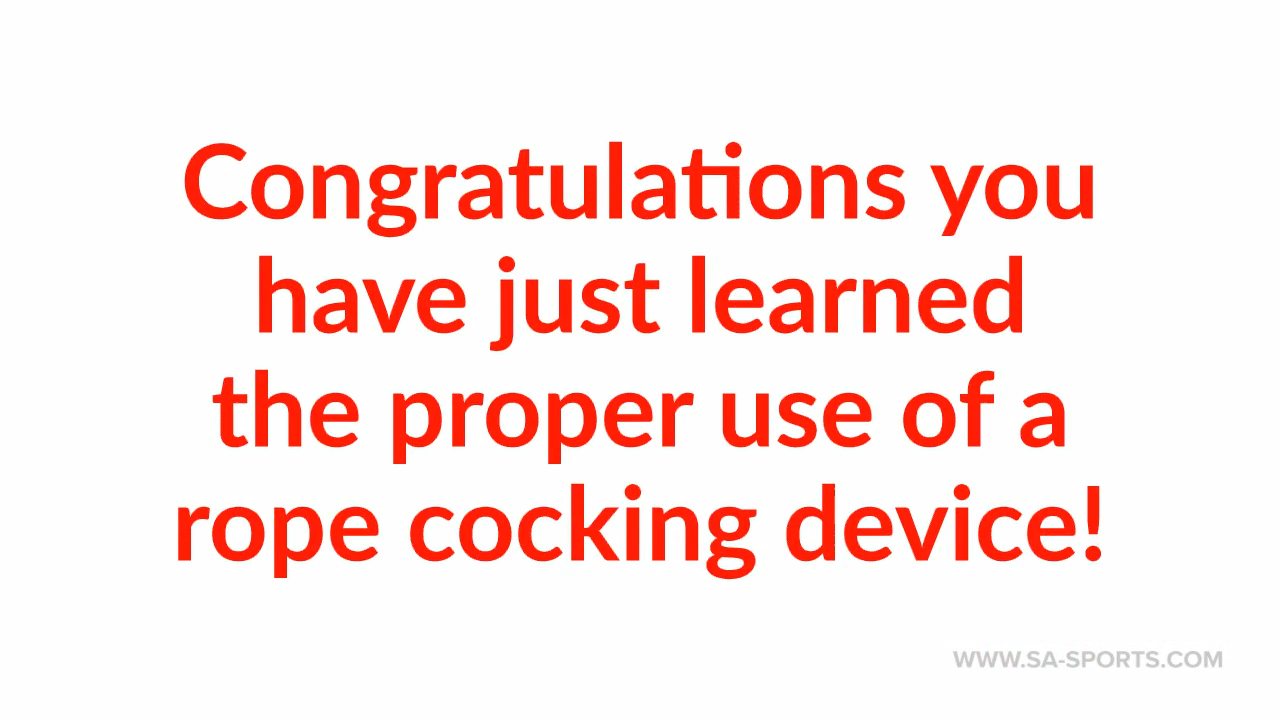 Congratulations you
have just learned
the proper use of a
rope cocking device!
WWW.SA-SPORTS.COM